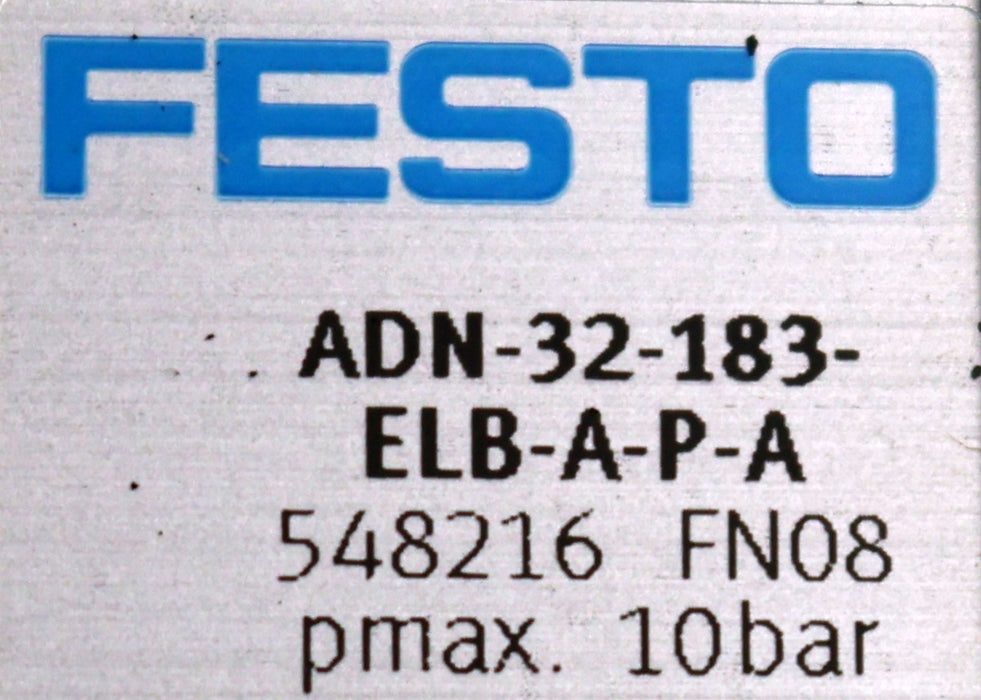 FESTO
ADN-32-183-
ELB-A-P-A
548216 FN08
pmax. 10bar